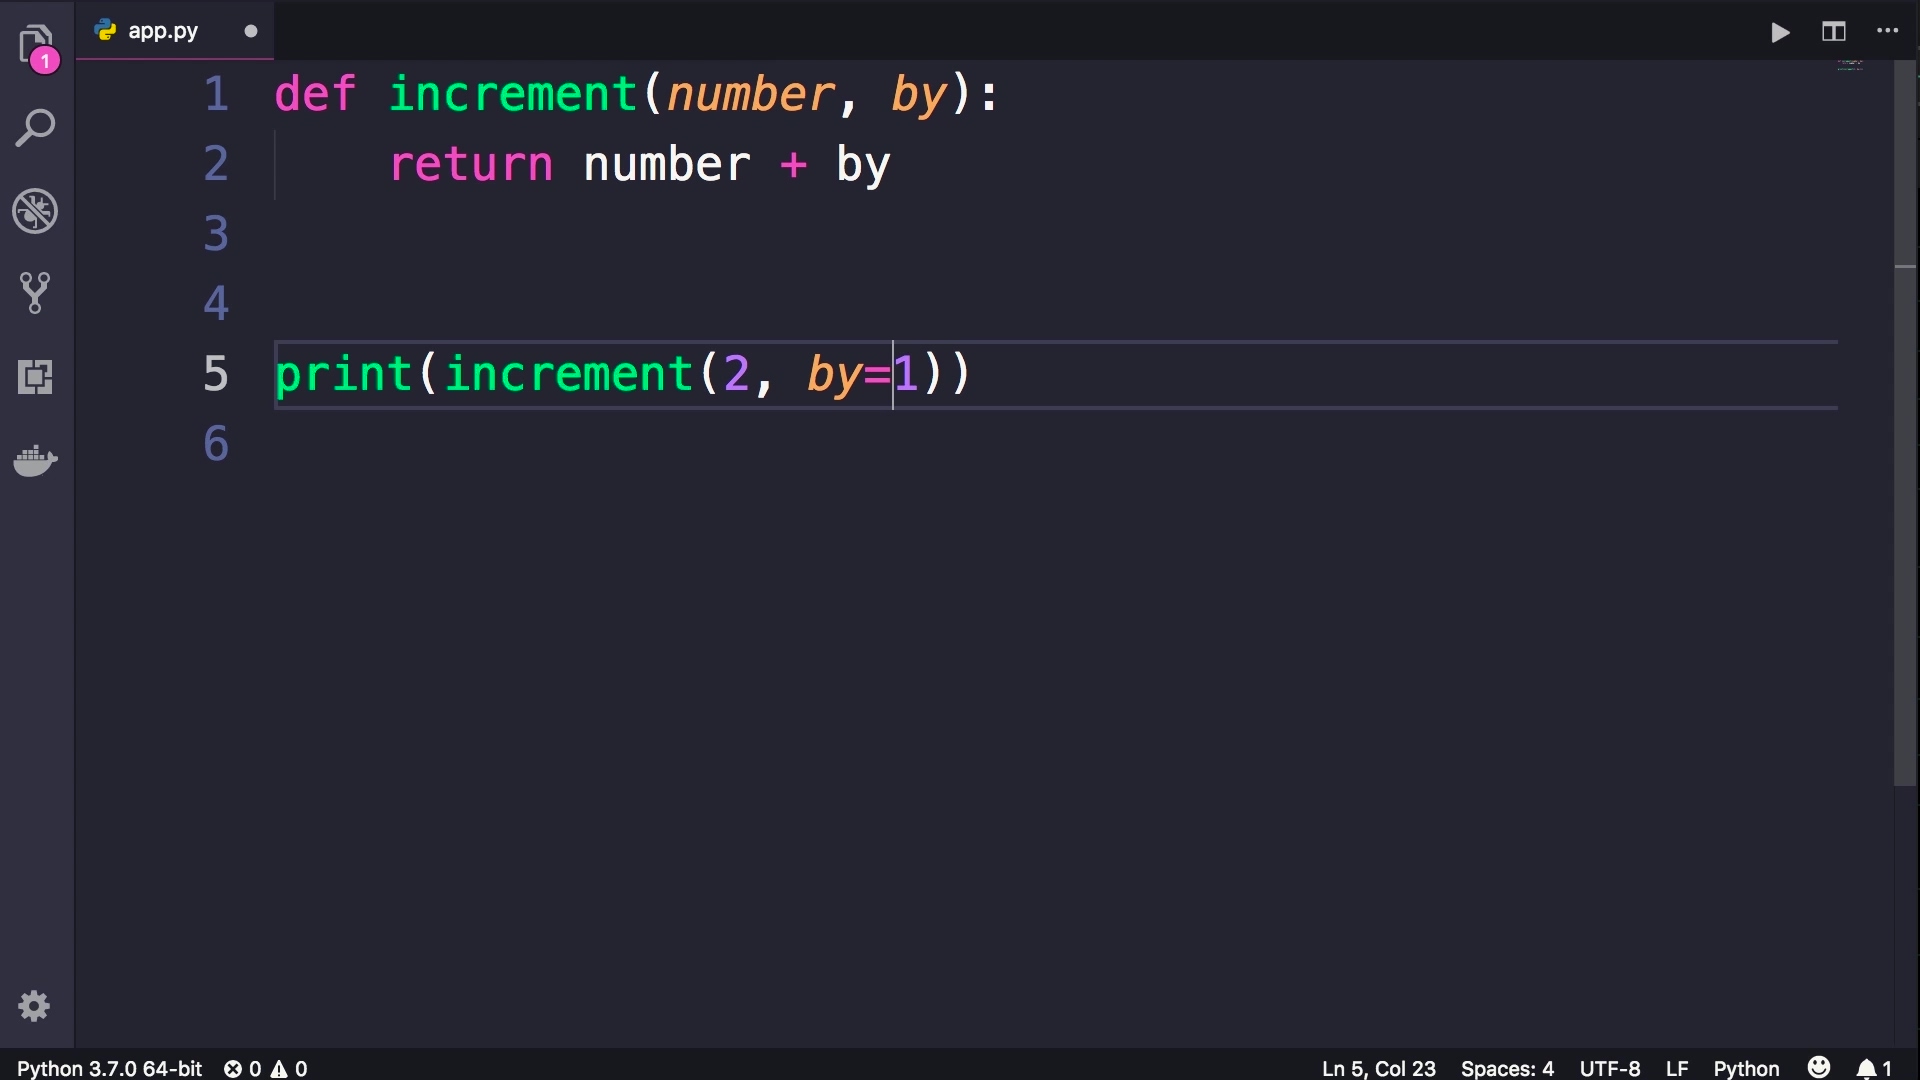 app.py
1
1 def increment(number, by):
2 return number + by
3
4
5 print(increment(2, by=1))
6
Python 3.7.0 64-bit 0 0 Ln 5, Col 23 Spaces: 4 UTF-8 LF Python 1